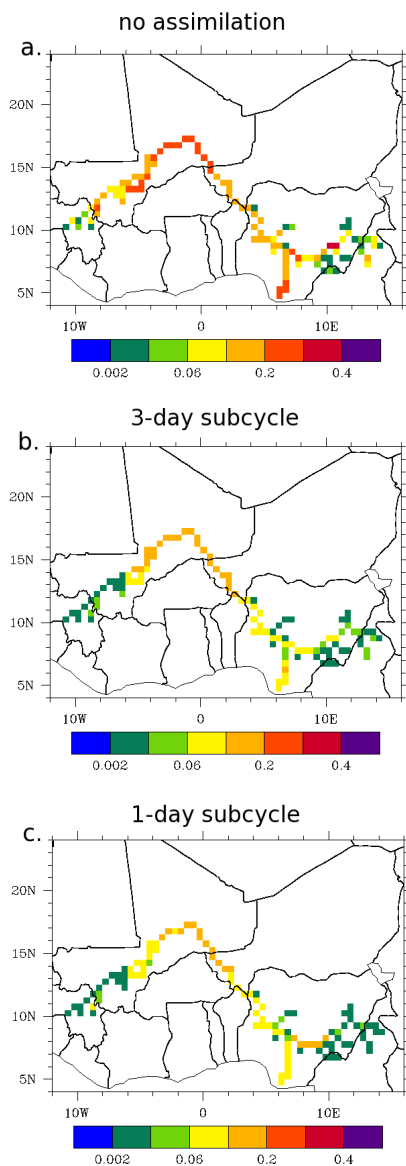 no assimilation
a.
20N
15N
10N
5N
10W 0 10E
0.002 0.06 0.2 0.4
3-day subcycle
b.
20N
15N
10N
5N
10W 0 10E
0.002 0.06 0.2 0.4
1-day subcycle
c.
20N
15N
10N
5N
10W 0 10E
0.002 0.06 0.2 0.4